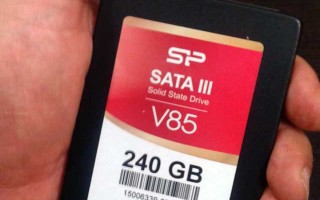 SP
SATA III
Solid State Drive
V85
240 GB